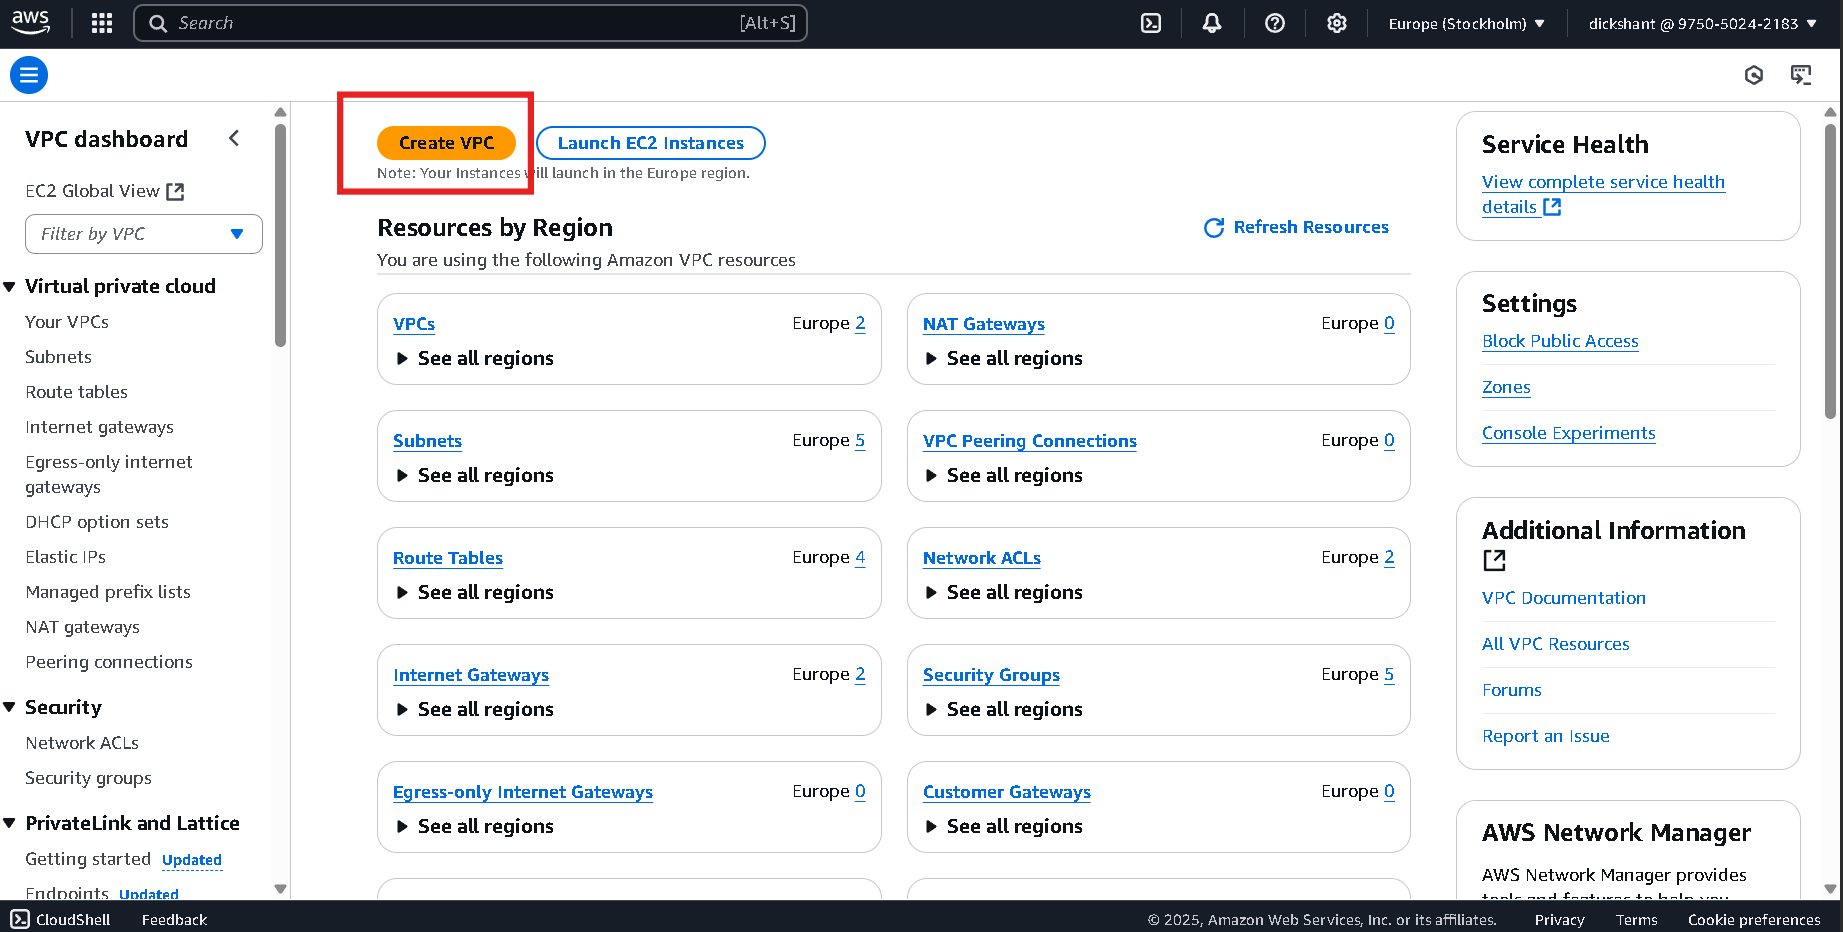 aws
Search [Alt+S]
Europe (Stockholm)
dickshant @ 9750-5024-2183
VPC dashboard
EC2 Global View
Filter by VPC
Virtual private cloud
Your VPCs
Subnets
Route tables
Internet gateways
Egress-only internet
gateways
DHCP option sets
Elastic IPs
Managed prefix lists
NAT gateways
Peering connections
Security
Network ACLs
Security groups
PrivateLink and Lattice
Getting started Updated
Endpoints Updated
Create VPC
Launch EC2 Instances
Note: Your Instances will launch in the Europe region.
Resources by Region
Refresh Resources
You are using the following Amazon VPC resources
VPCs Europe 2
See all regions
NAT Gateways Europe 0
See all regions
Subnets Europe 5
See all regions
VPC Peering Connections Europe 0
See all regions
Route Tables Europe 4
See all regions
Network ACLs Europe 2
See all regions
Internet Gateways Europe 2
See all regions
Security Groups Europe 5
See all regions
Egress-only Internet Gateways Europe 0
See all regions
Customer Gateways Europe 0
See all regions
Service Health
View complete service health
details
Settings
Block Public Access
Zones
Console Experiments
Additional Information
VPC Documentation
All VPC Resources
Forums
Report an Issue
AWS Network Manager
AWS Network Manager provides
tools and features to help you
CloudShell
Feedback
© 2025, Amazon Web Services, Inc. or its affiliates.
Privacy
Terms
Cookie preferences